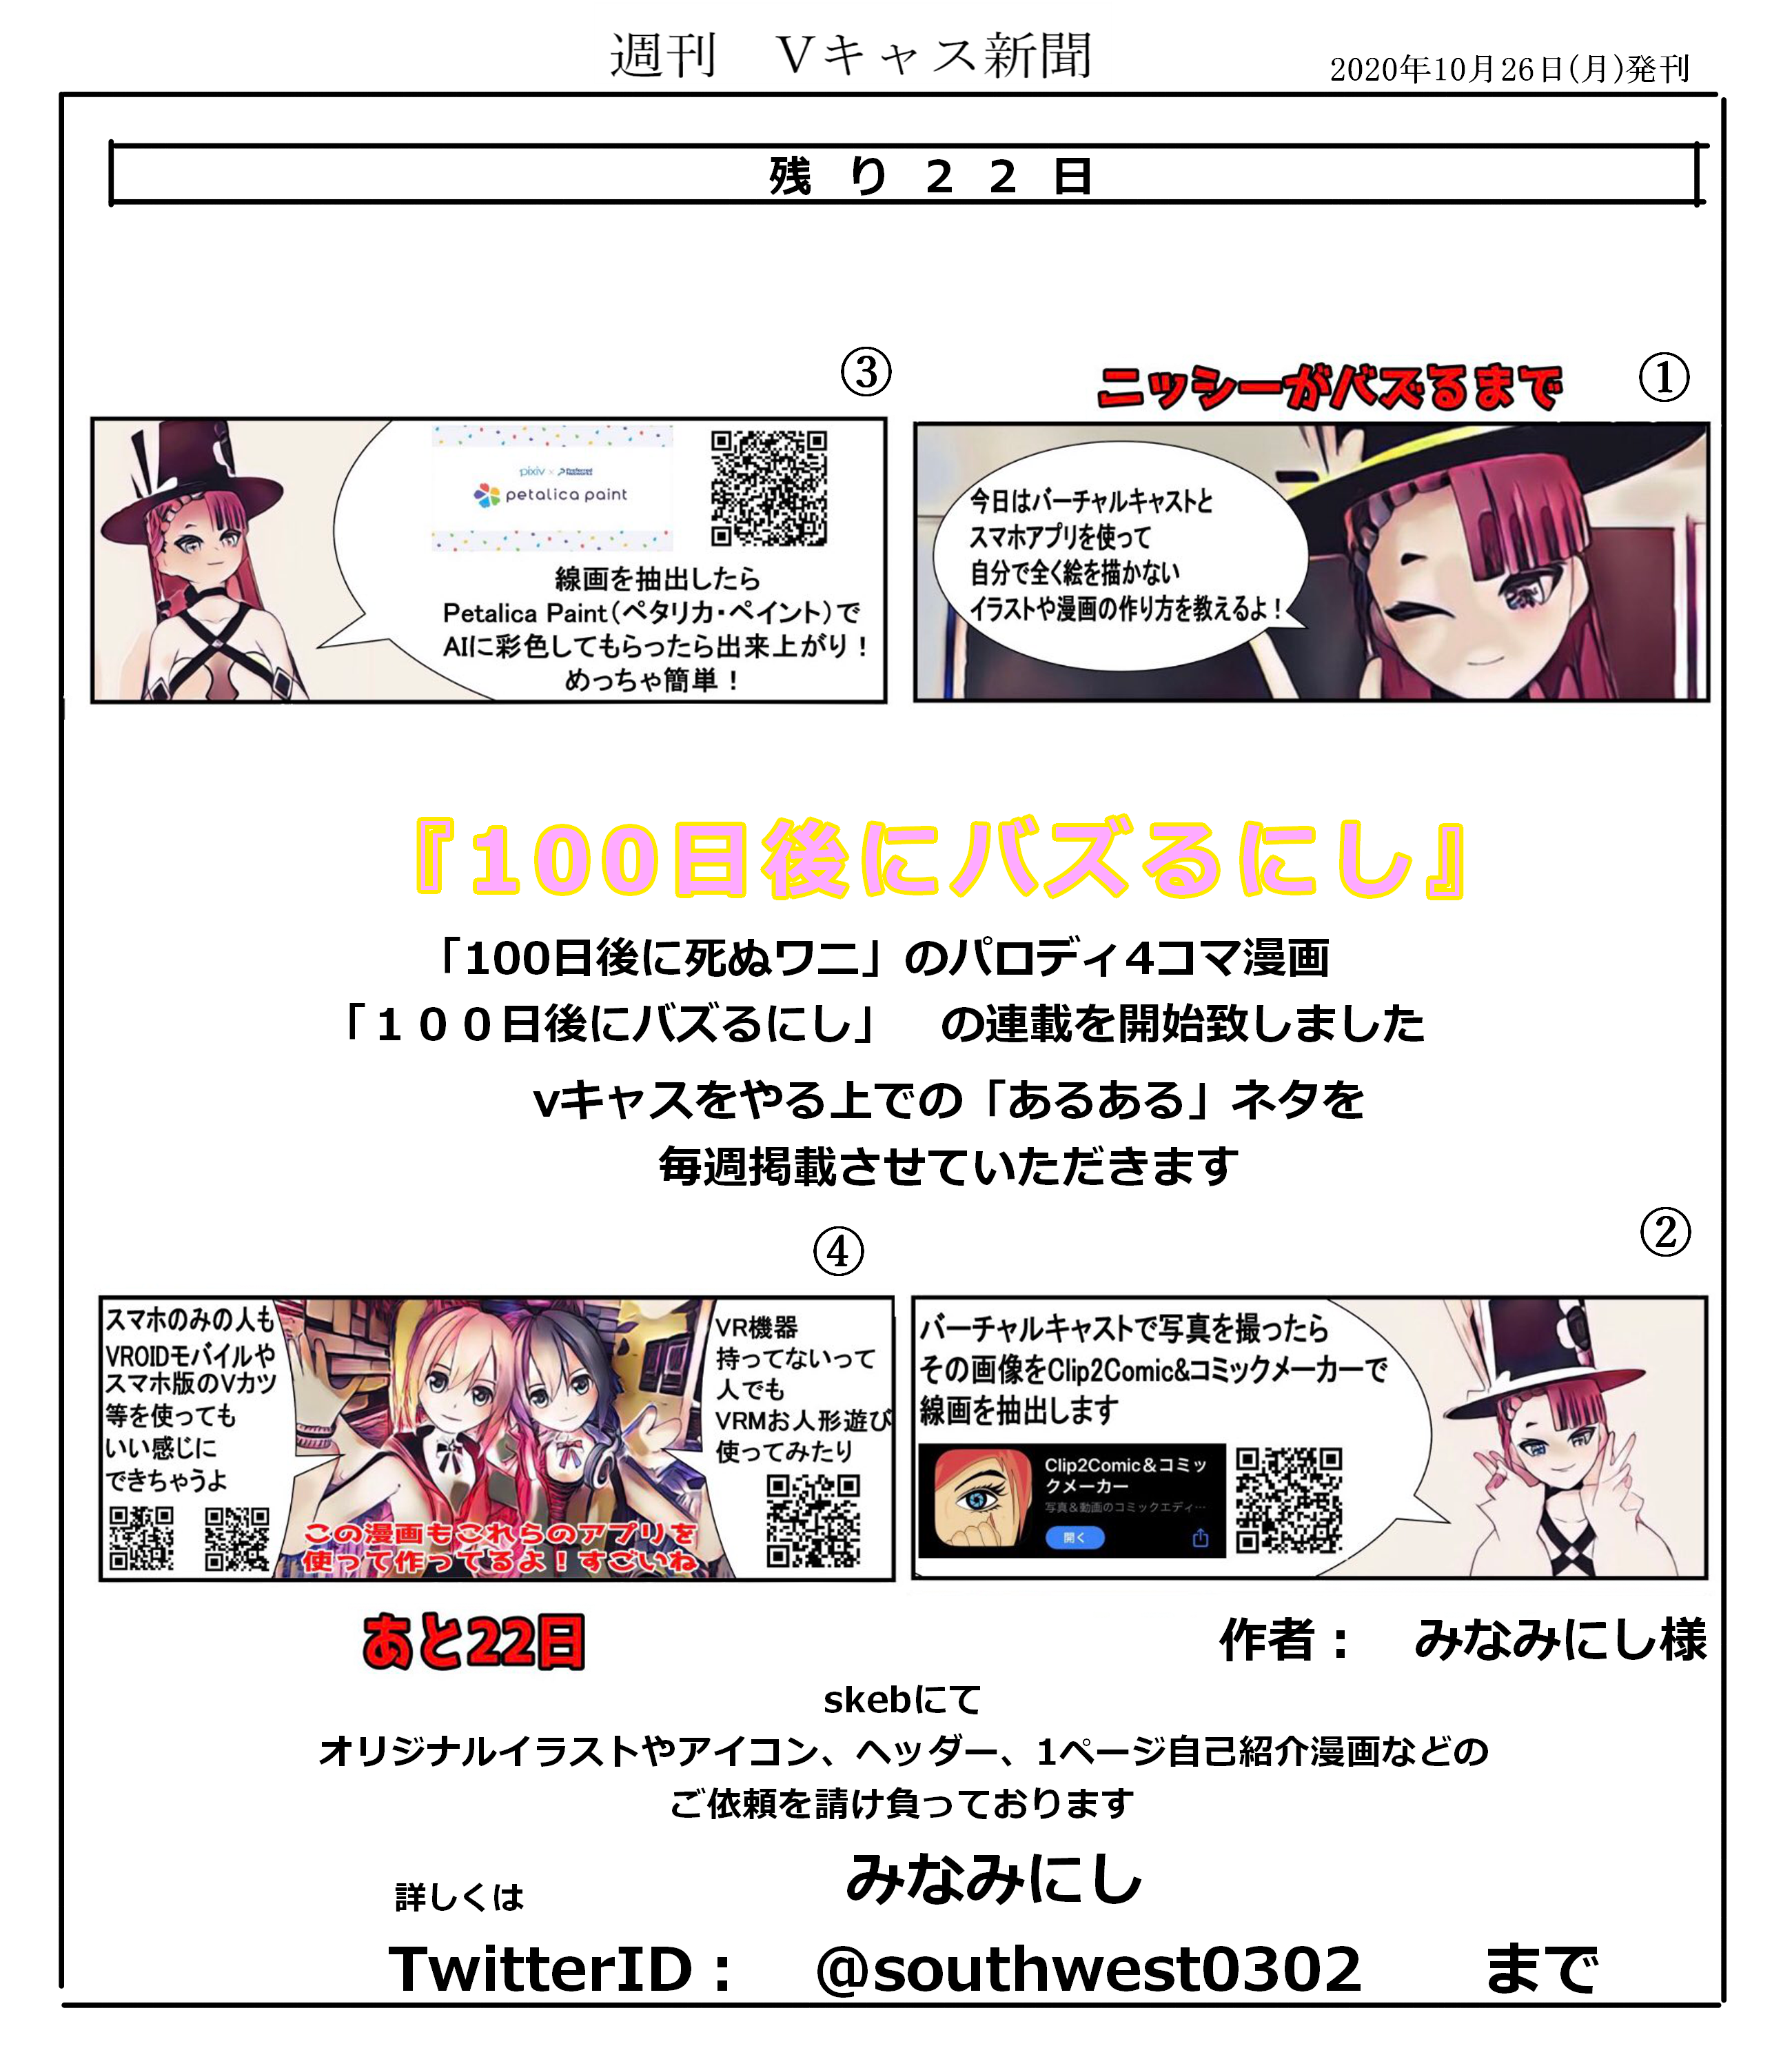 週刊　Ｖキャス新聞
2020年10月26日(月)発刊
残り２２日
ニッシーがバズるまで
①
今日はバーチャルキャストと
スマホアプリを使って
自分で全く絵を描かない
イラストや漫画の作り方を教えるよ！
③
pixiv × Preferred Networks
petalica paint
線画を抽出したら
Petalica Paint（ペタリカ・ペイント）で
AIに彩色してもらったら出来上がり！
めっちゃ簡単！
『100日後にバズるにし』
「100日後に死ぬワニ」のパロディ4コマ漫画
「１００日後にバズるにし」　の連載を開始致しました
vキャスをやる上での「あるある」ネタを
毎週掲載させていただきます
②
バーチャルキャストで写真を撮ったら
その画像をClip2Comic&コミックメーカーで
線画を抽出します
Clip2Comic＆コミッ
クメーカー
写真＆動画のコミックエディ…
開く
④
VR機器
持ってないって
人でも
VRMお人形遊び
使ってみたり
スマホのみの人も
VROIDモバイルや
スマホ版のVカツ
等を使っても
いい感じに
できちゃうよ
この漫画もこれらのアプリを
使って作ってるよ！すごいね
あと22日
作者：　みなみにし様
skebにて
オリジナルイラストやアイコン、ヘッダー、1ページ自己紹介漫画などの
ご依頼を請け負っております
みなみにし
詳しくは
TwitterID：　@southwest0302　まで